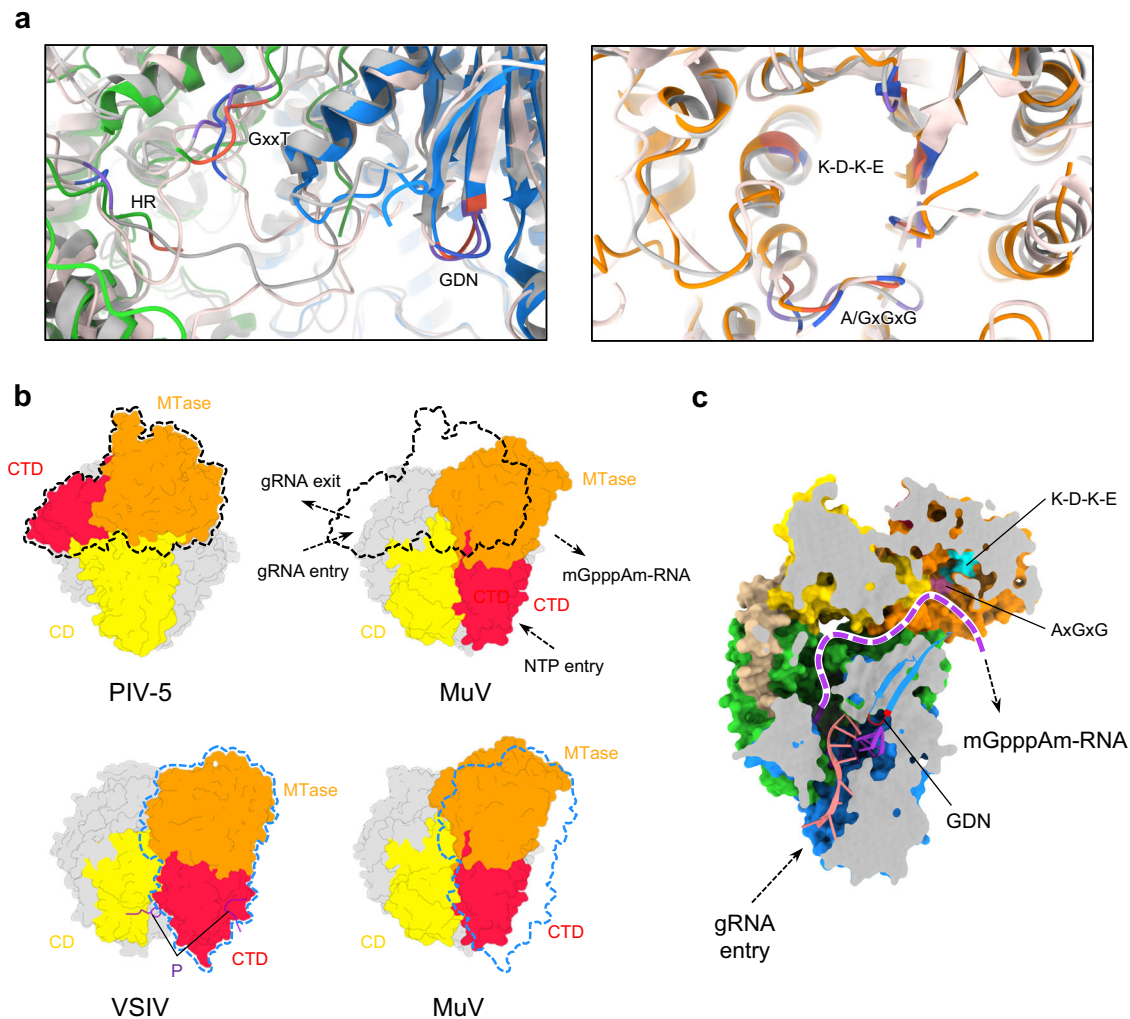 a
GxxT
HR
GDN
K-D-K-E
A/GxGxG
b
MTase
CTD
CD
PIV-5
gRNA exit
gRNA entry
MTase
mGpppAm-RNA
CTD
CTD
CD
NTP entry
MuV
MTase
CD
CTD
P
VSIV
MTase
CD
CTD
MuV
c
K-D-K-E
AxGxG
mGpppAm-RNA
GDN
gRNA
entry